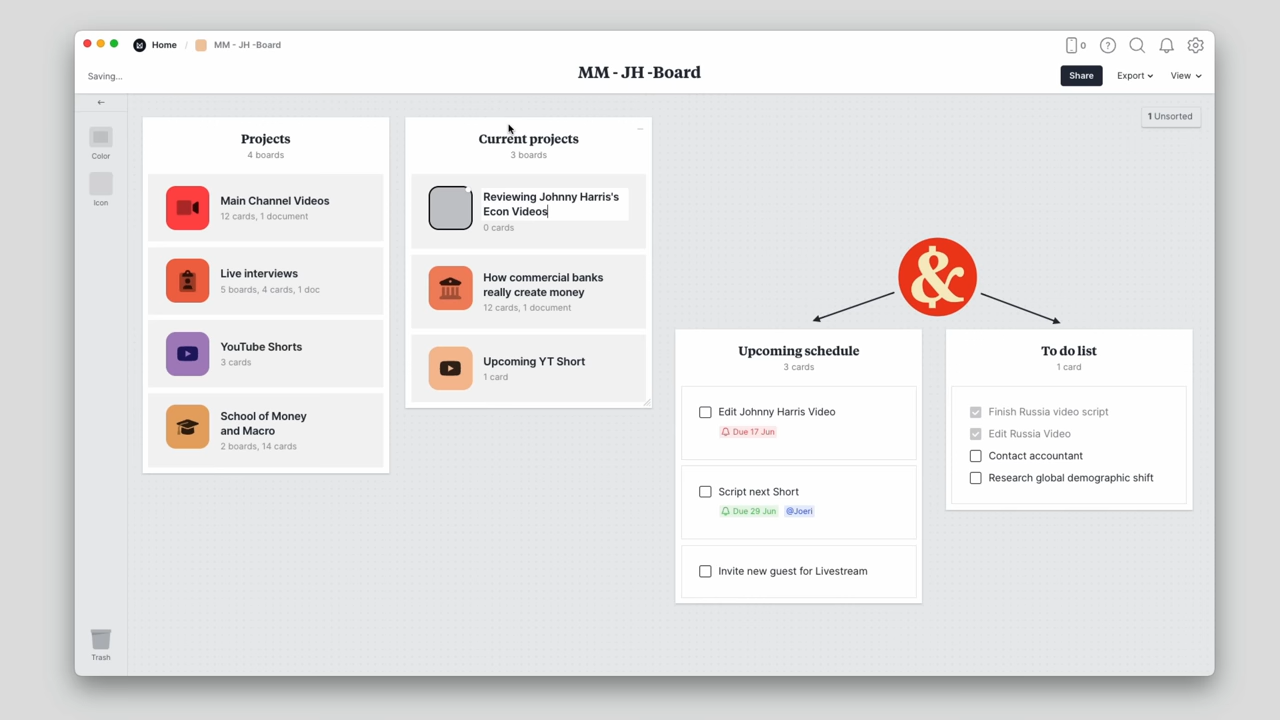 Home / MM - JH -Board
0
Saving...
MM - JH -Board
Share
Export
View
1 Unsorted
Color
Icon
Trash
Projects
4 boards
Main Channel Videos
12 cards, 1 document
Live interviews
5 boards, 4 cards, 1 doc
YouTube Shorts
3 cards
School of Money
and Macro
2 boards, 14 cards
Current projects
3 boards
Reviewing Johnny Harris's
Econ Videos
0 cards
How commercial banks
really create money
12 cards, 1 document
Upcoming YT Short
1 card
&
Upcoming schedule
3 cards
Edit Johnny Harris Video
Due 17 Jun
Script next Short
Due 29 Jun @Joeri
Invite new guest for Livestream
To do list
1 card
Finish Russia video script
Edit Russia Video
Contact accountant
Research global demographic shift